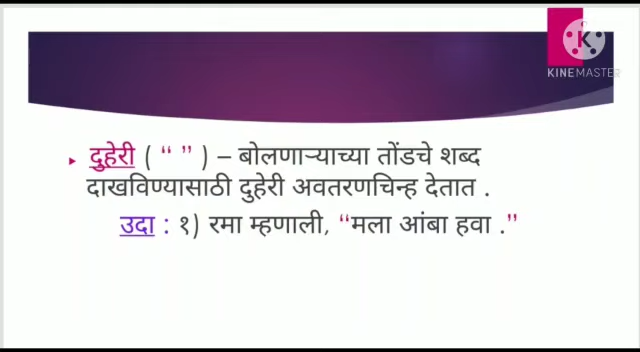 KINEMASTER
दुहेरी ( “ ” ) – बोलणाऱ्याच्या तोंडचे शब्द
दाखविण्यासाठी दुहेरी अवतरणचिन्ह देतात .
उदा : १) रमा म्हणाली, “मला आंबा हवा .”